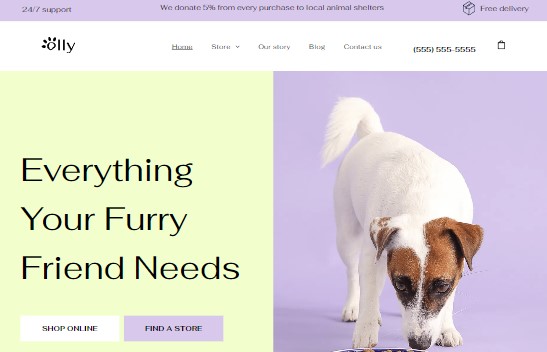 24/7 support
We donate 5% from every purchase to local animal shelters
Free delivery
olly
Home
Store
Our story
Blog
Contact us
(555) 555-5555
Everything
Your Furry
Friend Needs
SHOP ONLINE
FIND A STORE